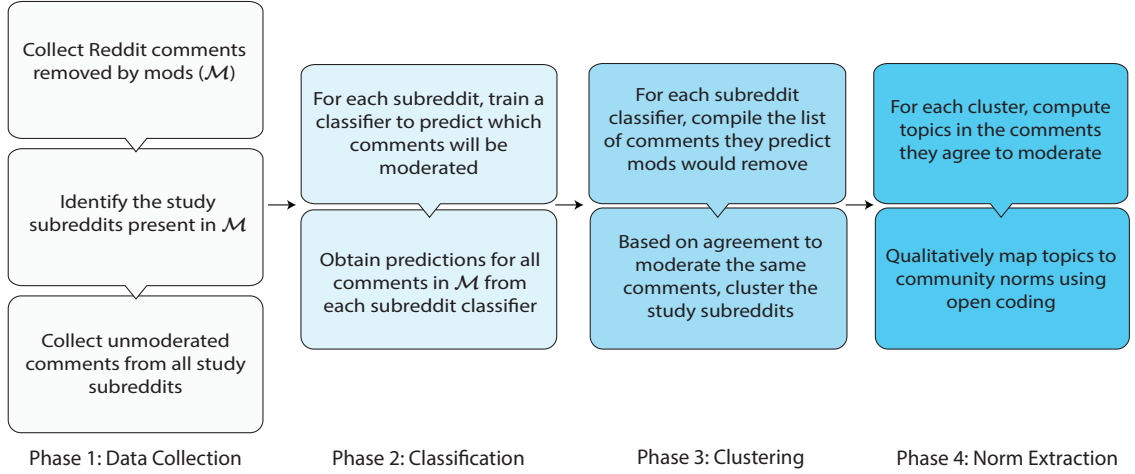 Collect Reddit comments
removed by mods (ℳ)
Identify the study
subreddits present in ℳ
Collect unmoderated
comments from all study
subreddits
Phase 1: Data Collection
For each subreddit, train a
classifier to predict which
comments will be
moderated
Obtain predictions for all
comments in ℳ from
each subreddit classifier
Phase 2: Classification
For each subreddit
classifier, compile the list
of comments they predict
mods would remove
Based on agreement to
moderate the same
comments, cluster the
study subreddits
Phase 3: Clustering
For each cluster, compute
topics in the comments
they agree to moderate
Qualitatively map topics to
community norms using
open coding
Phase 4: Norm Extraction